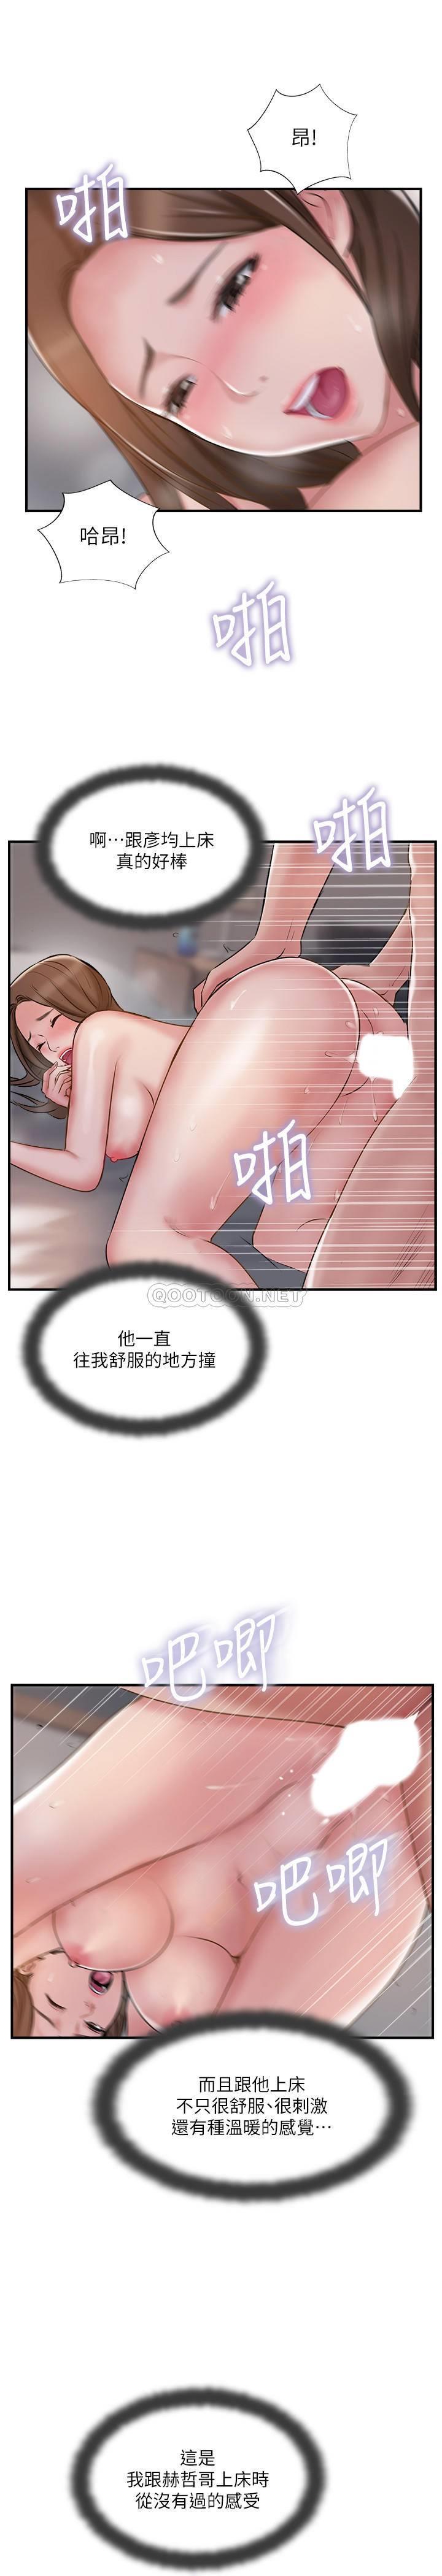 昂!
啪
哈昂!
啪
啪
啊⋯跟彥均上床
真的好棒
啪
QOOTOON.NET
他一直
往我舒服的地方撞
吧唧
吧唧
而且跟他上床
不只很舒服、很刺激
還有種溫暖的感覺⋯
這是
我跟赫哲哥上床時
從沒有過的感受